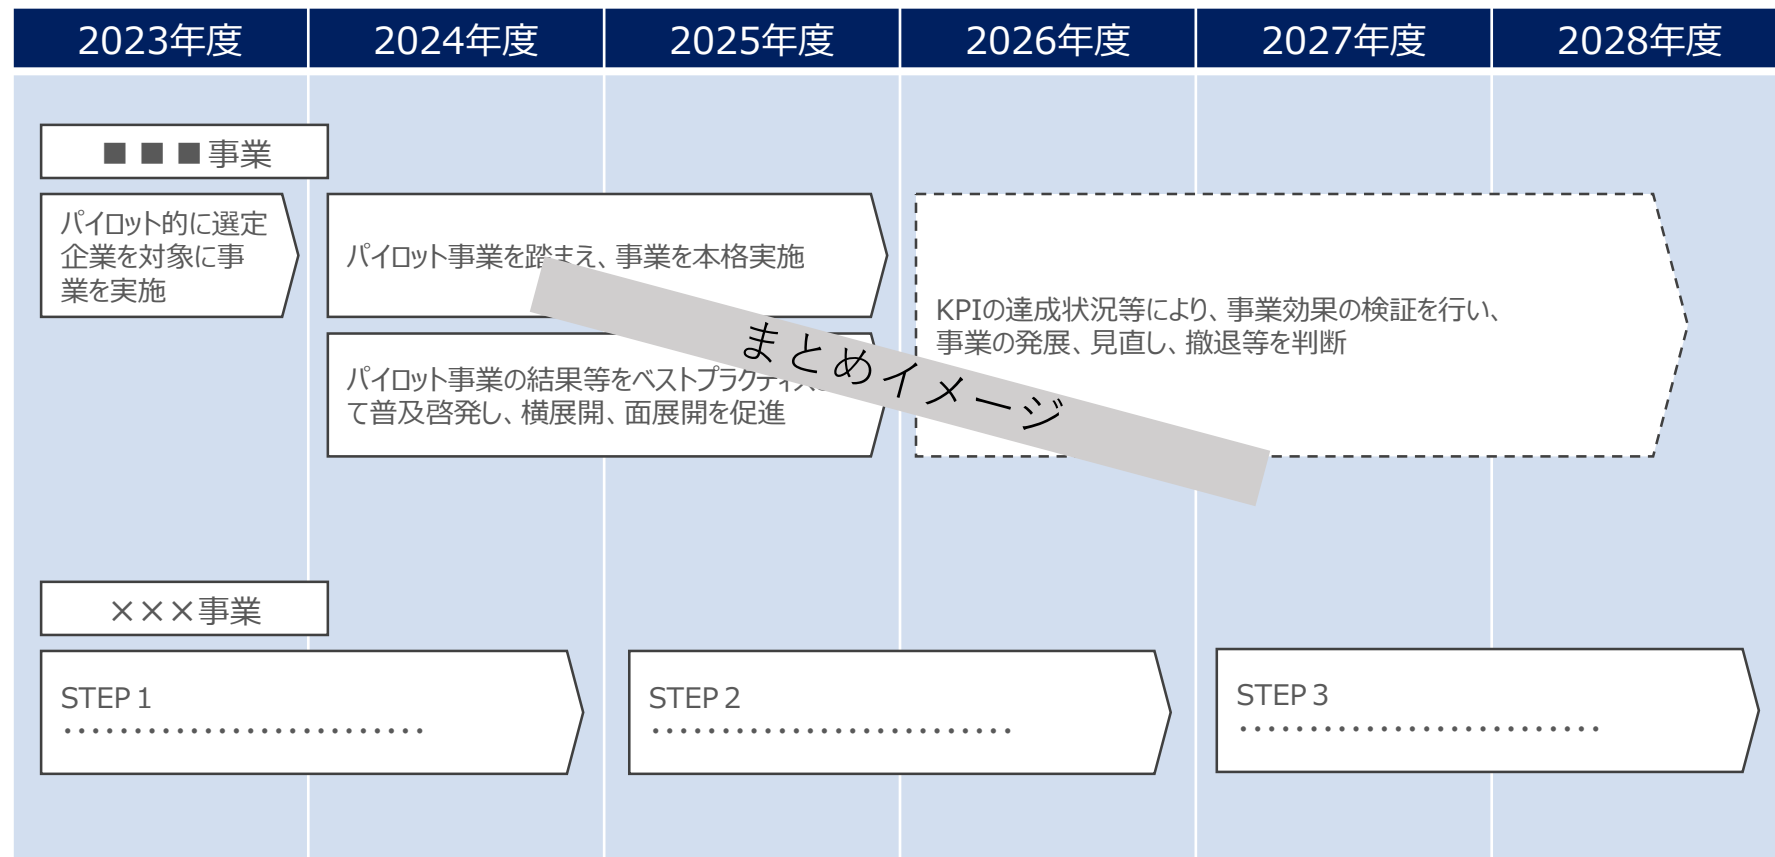 2023年度
2024年度
2025年度
2026年度
2027年度
2028年度
■ ■ ■事業
パイロット的に選定
企業を対象に事
業を実施
パイロット事業を踏まえ、事業を本格実施
パイロット事業の結果等をベストプラクティス
て普及啓発し、横展開、面展開を促進
KPIの達成状況等により、事業効果の検証を行い、
事業の発展、見直し、撤退等を判断
まとめイメージ
×××事業
STEP１
・・・・・・・・・・・・・・・・・・・・・・・・・・
STEP２
・・・・・・・・・・・・・・・・・・・・・・・・・・
STEP３
・・・・・・・・・・・・・・・・・・・・・・・・・・